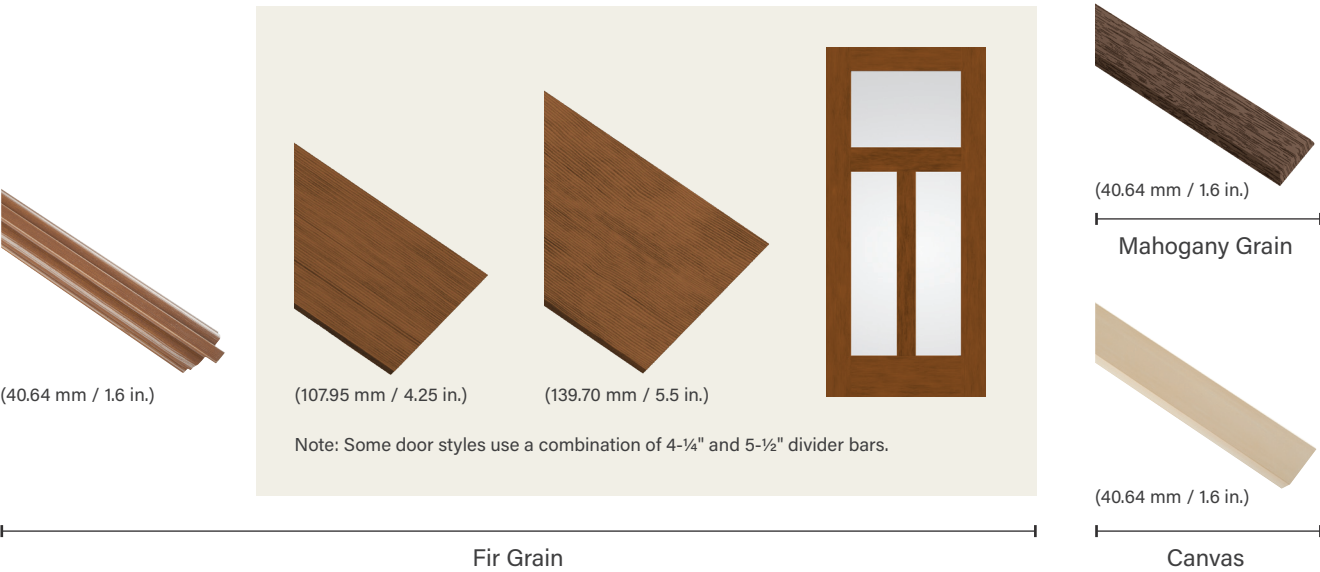 (40.64 mm / 1.6 in.)
(107.95 mm / 4.25 in.)
(139.70 mm / 5.5 in.)
Note: Some door styles use a combination of 4-¼" and 5-½" divider bars.
Fir Grain
(40.64 mm / 1.6 in.)
Mahogany Grain
(40.64 mm / 1.6 in.)
Canvas